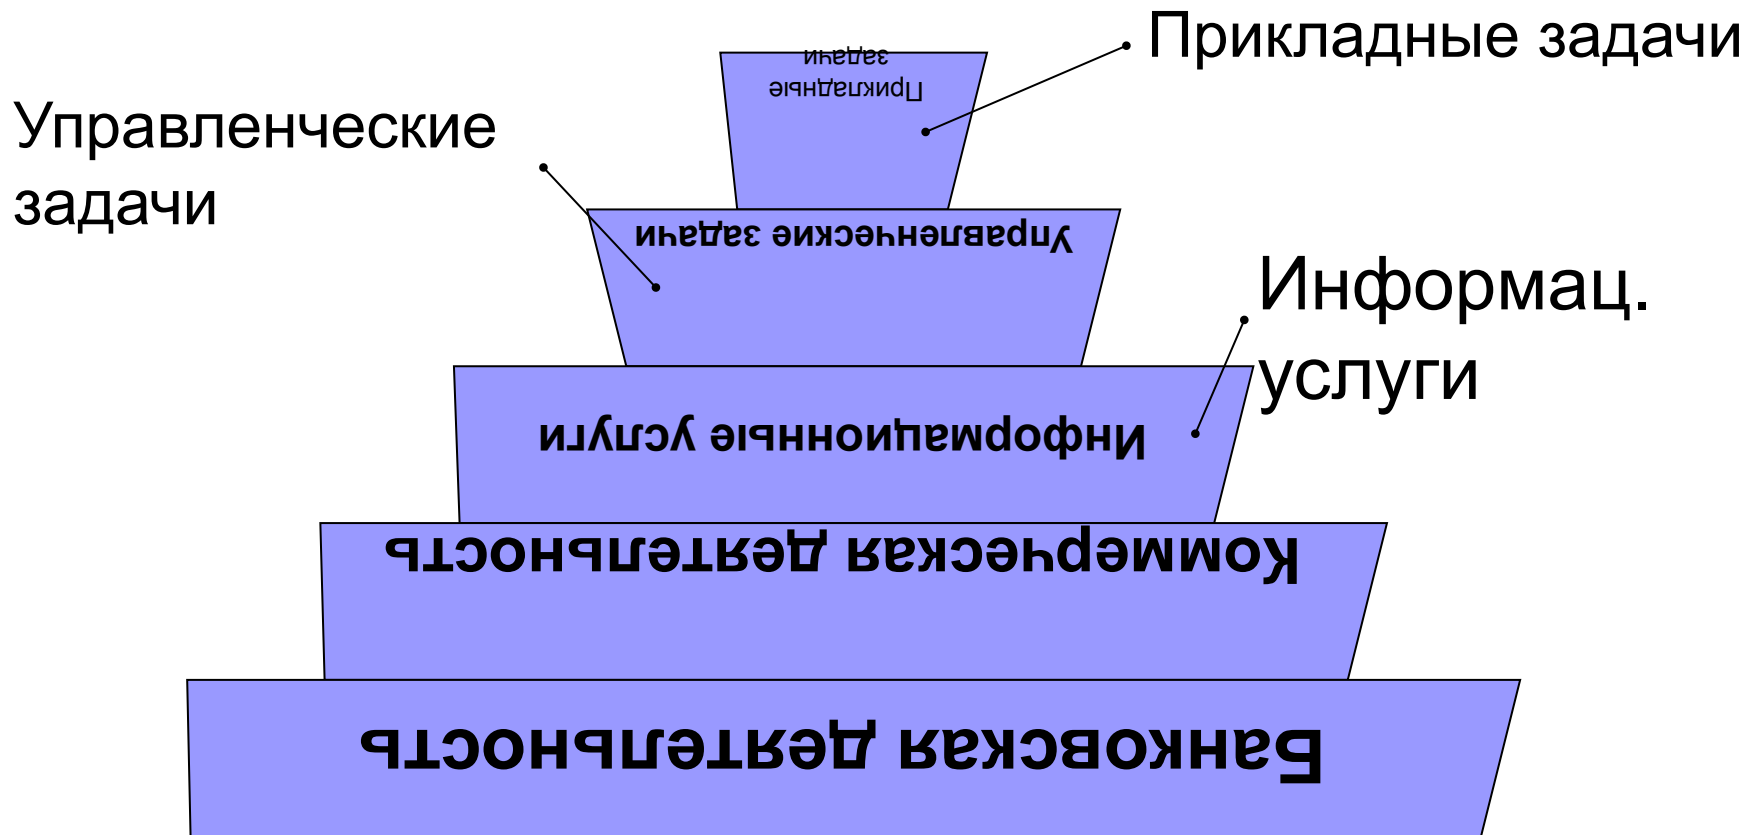 Прикладные задачи
Прикладные
задачи
Управленческие
задачи
Управленческие задачи
Информац.
услуги
Информационные услуги
Коммерческая деятельность
Банковская деятельность